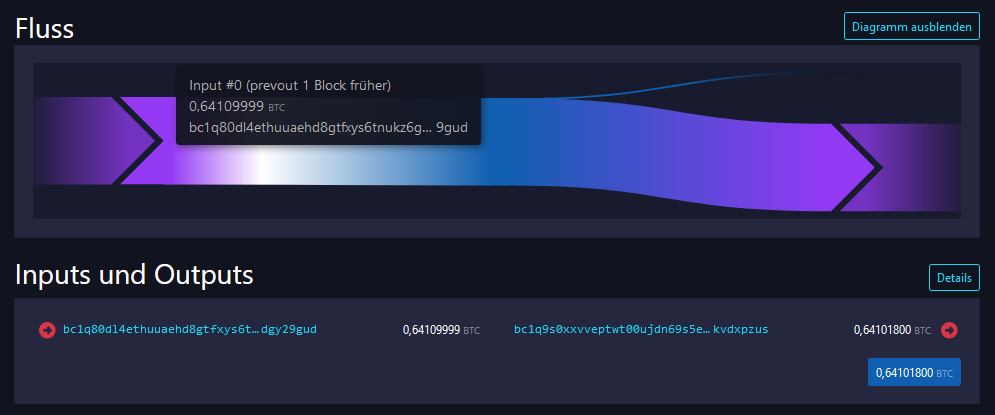 Fluss
Diagramm ausblenden
Input #0 (prevout 1 Block früher)
0,64109999 BTC
bc1q80dl4ethuuaehd8gtfxys6tnukz6g... 9gud
Inputs und Outputs
Details
bc1q80dl4ethuuaehd8gtfxys6t…dgy29gud
0,64109999 BTC
bc1q9s0xxvveptwt00ujdn69s5e…kvdxpzus
0,64101800 BTC
0,64101800 BTC